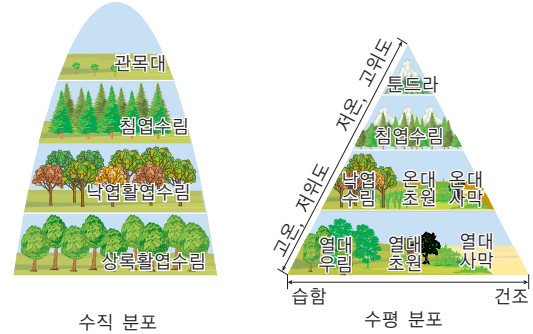 관목대
침엽수림
낙엽활엽수림
상록활엽수림
수직 분포
저온, 고위도
고온, 저위도
툰드라
침엽수림
낙엽
수림
온대
초원
온대
사막
열대
우림
열대
초원
열대
사막
습함
건조
수평 분포